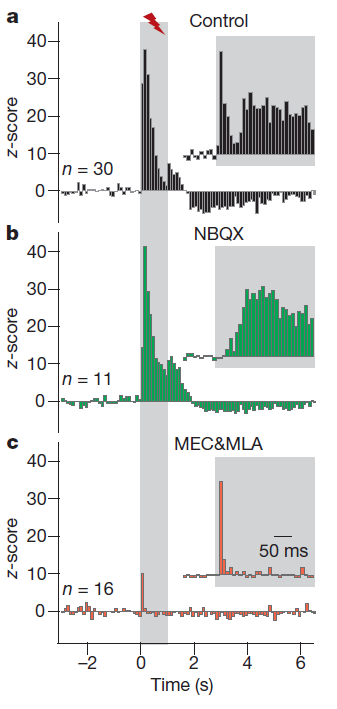 a
Control
40
30
20
10
0
z-score
n = 30
b
NBQX
40
30
20
10
0
z-score
n = 11
c
MEC&MLA
40
30
20
10
0
z-score
50 ms
n = 16
–2 0 2 4 6
Time (s)